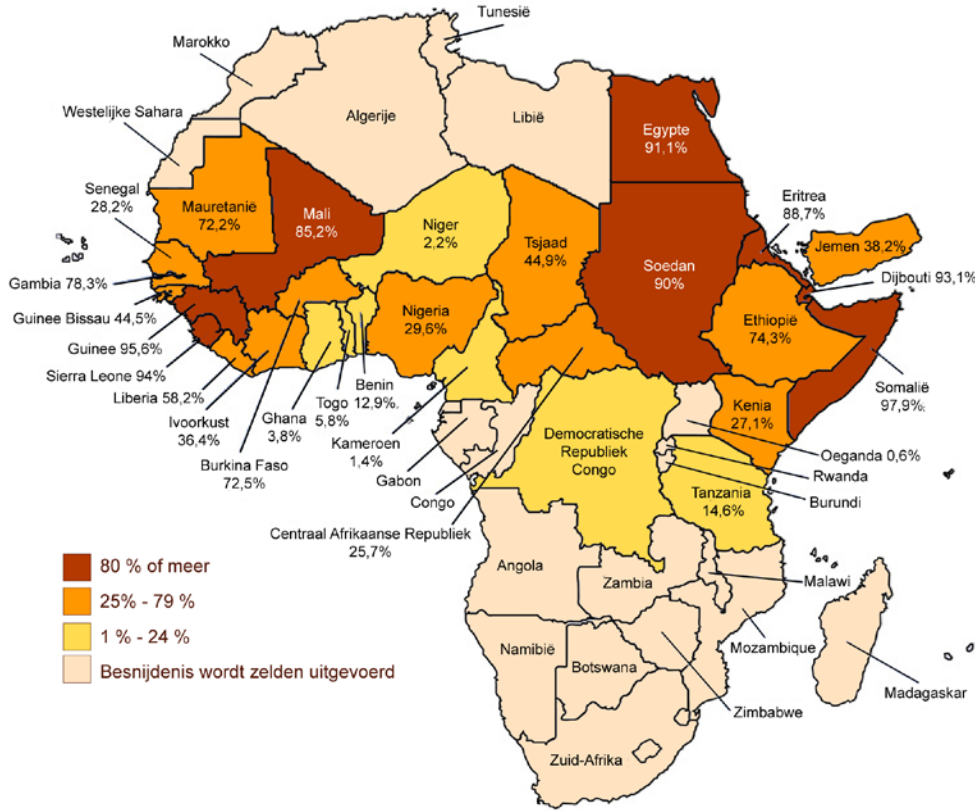 Tunesië
Marokko
Westelijke Sahara
Algerije
Libië
Egypte
91,1%
Senegal
28,2%
Mauretanië
72,2%
Mali
85,2%
Niger
2,2%
Tsjaad
44,9%
Soedan
90%
Eritrea
88,7%
Jemen 38,2%
Dijbouti 93,1%
Gambia 78,3%
Guinee Bissau 44,5%
Guinee 95,6%
Sierra Leone 94%
Liberia 58,2%
Ivoorkust
36,4%
Burkina Faso
72,5%
Ghana
3,8%
Togo
5,8%
Benin
12,9%.
Nigeria
29,6%
Kameroen
1,4%
Gabon
Congo
Centraal Afrikaanse Republiek
25,7%
Democratische
Republiek
Congo
Ethiopië
74,3%
Somalië
97,9%
Kenia
27,1%
Oeganda 0,6%
Rwanda
Burundi
Tanzania
14,6%
Angola
Zambia
Malawi
Mozambique
Namibië
Botswana
Zimbabwe
Madagaskar
Zuid-Afrika
80 % of meer
25% - 79 %
1 % - 24 %
Besnijdenis wordt zelden uitgevoerd